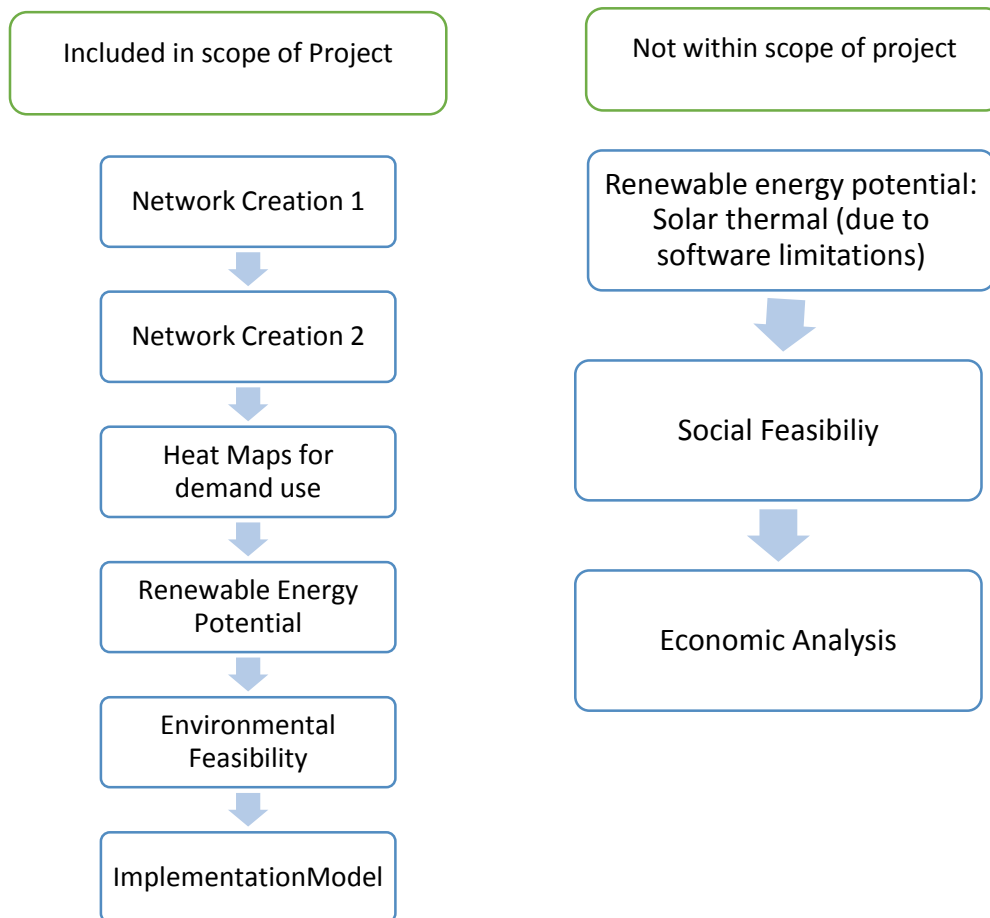 Included in scope of Project
Network Creation 1
Network Creation 2
Heat Maps for
demand use
Renewable Energy
Potential
Environmental
Feasibility
ImplementationModel
Not within scope of project
Renewable energy potential:
Solar thermal (due to
software limitations)
Social Feasibiliy
Economic Analysis